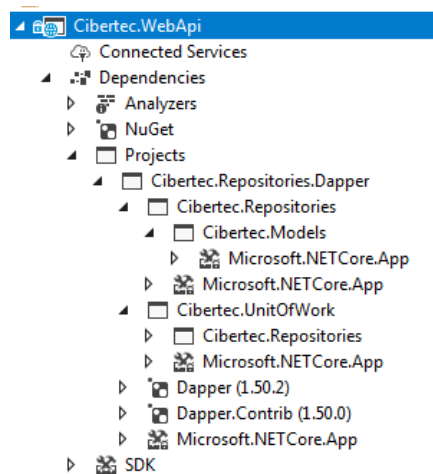 Cibertec.WebApi
Connected Services
Dependencies
Analyzers
NuGet
Projects
Cibertec.Repositories.Dapper
Cibertec.Repositories
Cibertec.Models
Microsoft.NETCore.App
Microsoft.NETCore.App
Cibertec.UnitOfWork
Cibertec.Repositories
Microsoft.NETCore.App
Dapper (1.50.2)
Dapper.Contrib (1.50.0)
Microsoft.NETCore.App
SDK